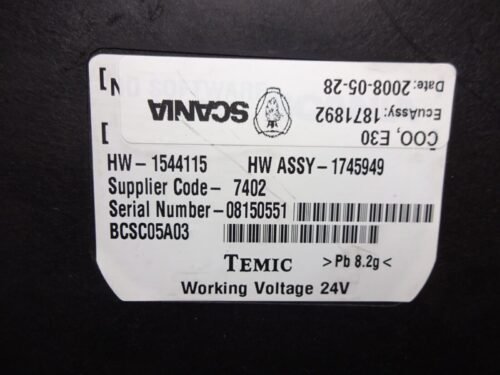 COO, E30
EcuAssy: 1871892
Date: 2008-05-28
SCANIA
HW-1544115 HW ASSY-1745949
Supplier Code- 7402
Serial Number-08150551
BCSC05A03
TEMIC >Pb 8.2g<
Working Voltage 24V